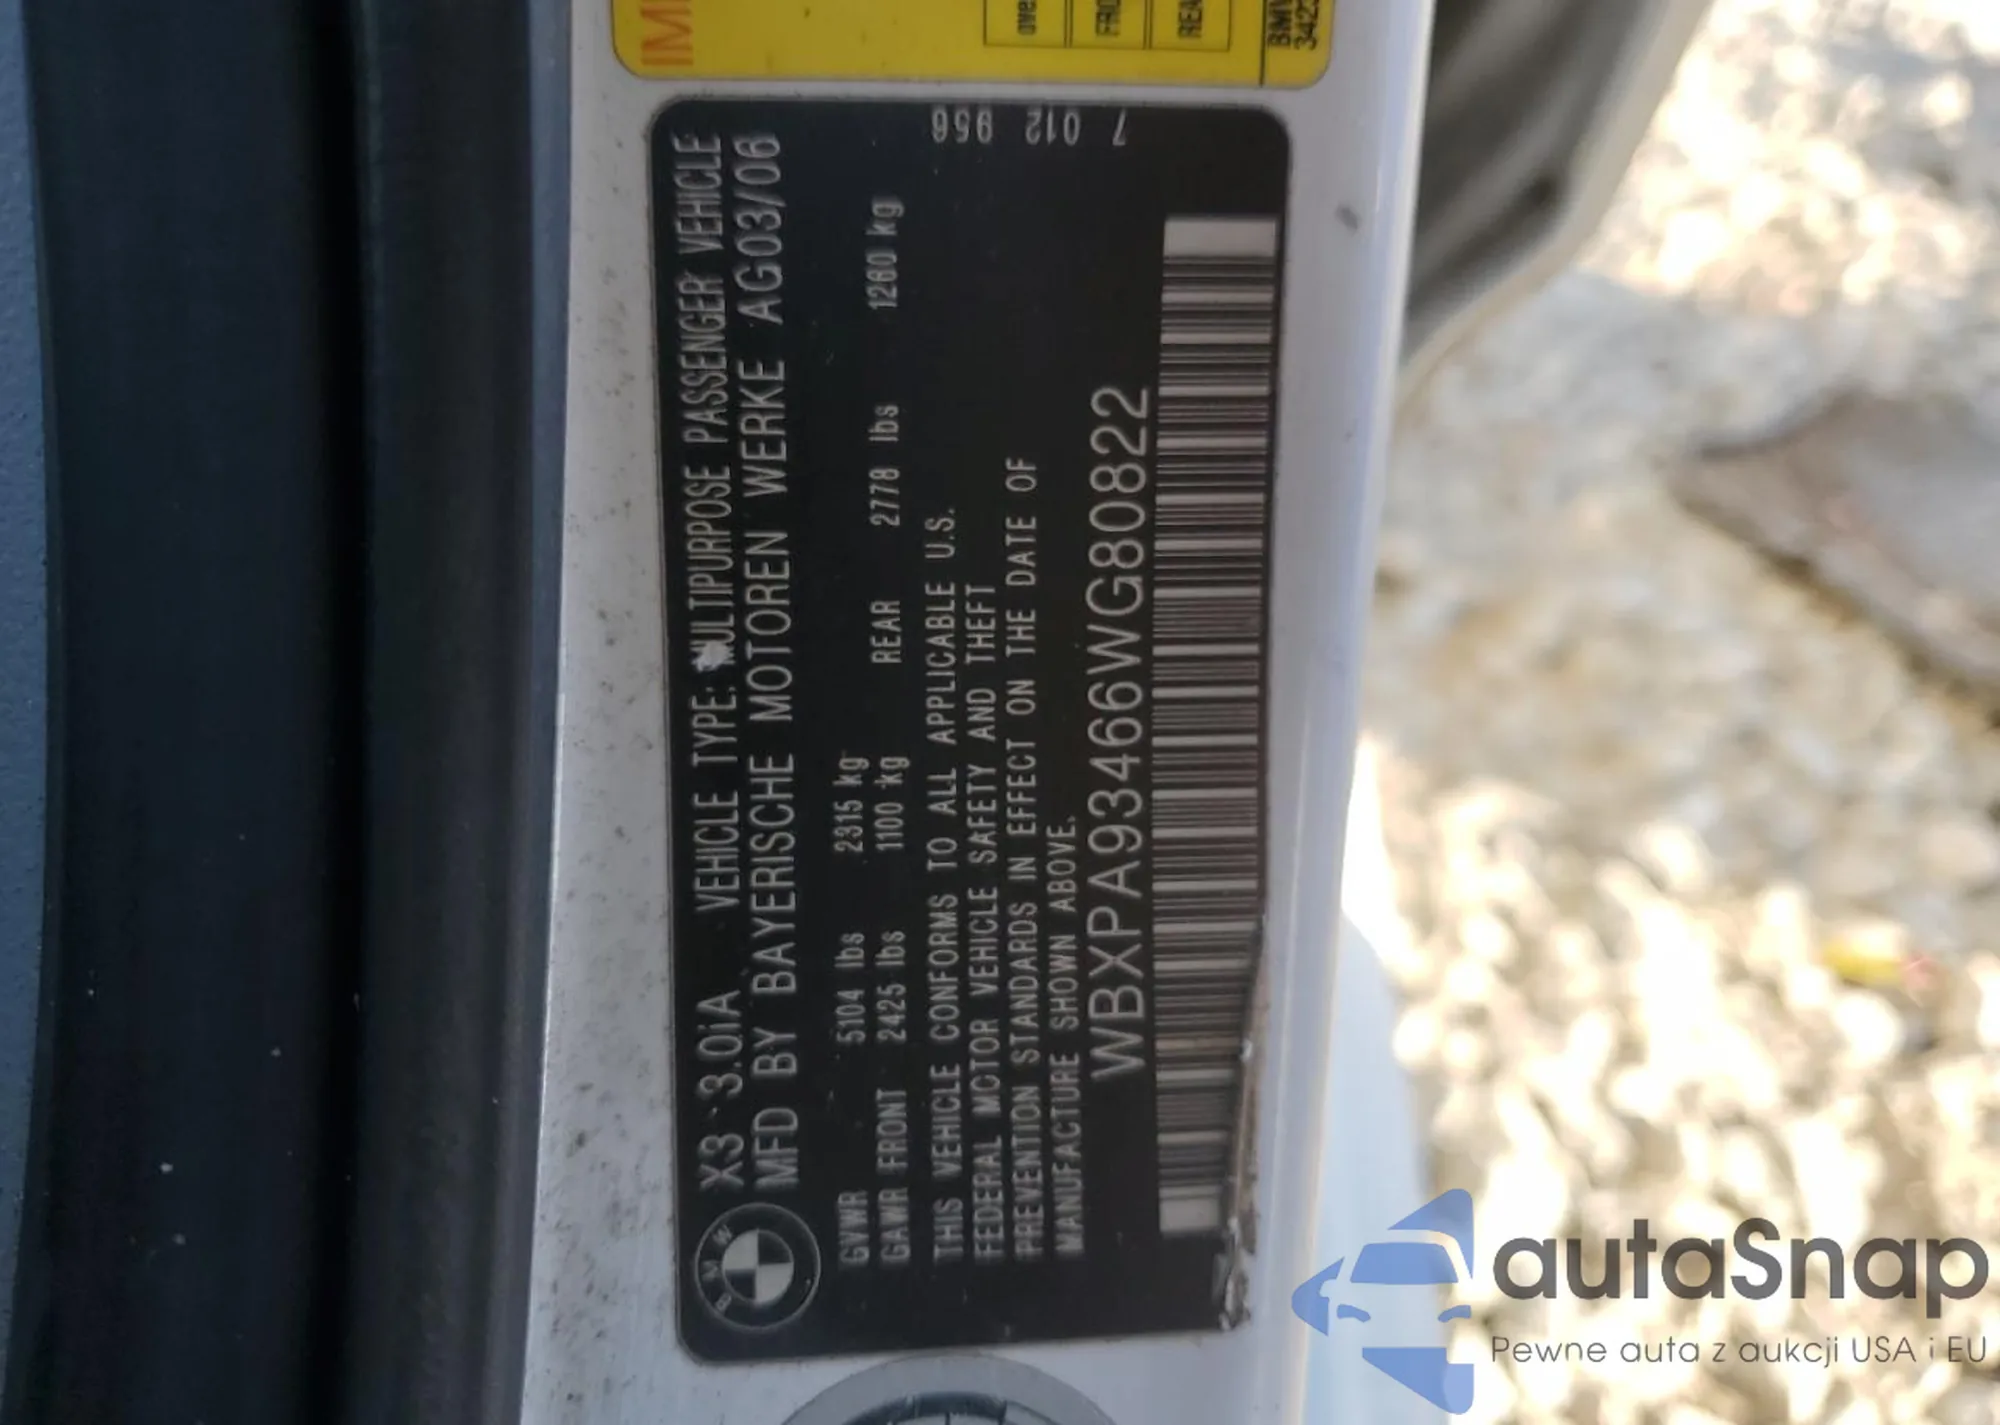 X3 3.0iA VEHICLE TYPE: MULTIPURPOSE PASSENGER VEHICLE
MFD BY BAYERISCHE MOTOREN WERKE AG03/06
GVWR 5104 lbs 2315 kg
GAWR FRONT 2425 lbs 1100 kg REAR 2778 lbs 1260 kg
THIS VEHICLE CONFORMS TO ALL APPLICABLE U.S.
FEDERAL MOTOR VEHICLE SAFETY AND THEFT
PREVENTION STANDARDS IN EFFECT ON THE DATE OF
MANUFACTURE SHOWN ABOVE.
WBXPA93466WG80822
7 012 956
BMW
autaSnap
Pewne auta z aukcji USA i EU